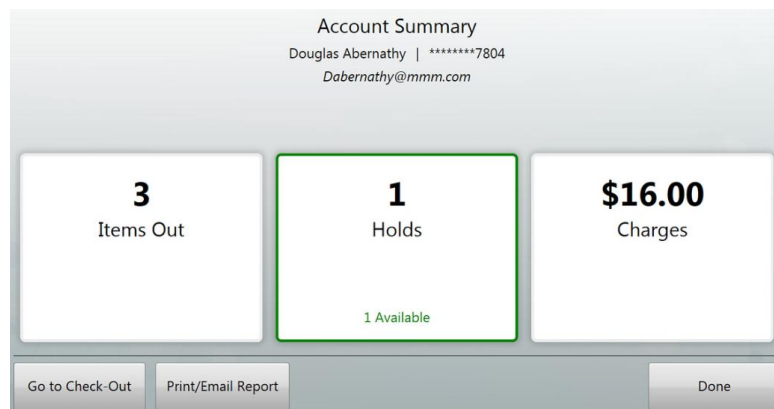 Account Summary
Douglas Abernathy | ********7804
Dabernathy@mmm.com
3
Items Out
1
Holds
1 Available
$16.00
Charges
Go to Check-Out
Print/Email Report
Done